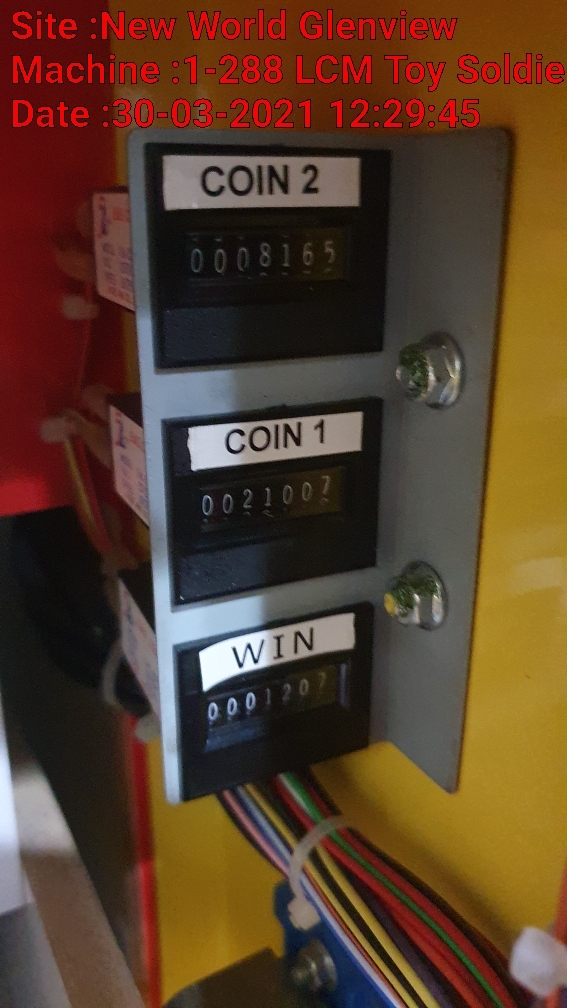 Site :New World Glenview
Machine :1-288 LCM Toy Soldie
Date :30-03-2021 12:29:45
COIN 2
0008165
COIN 1
0021007
WIN
0001207